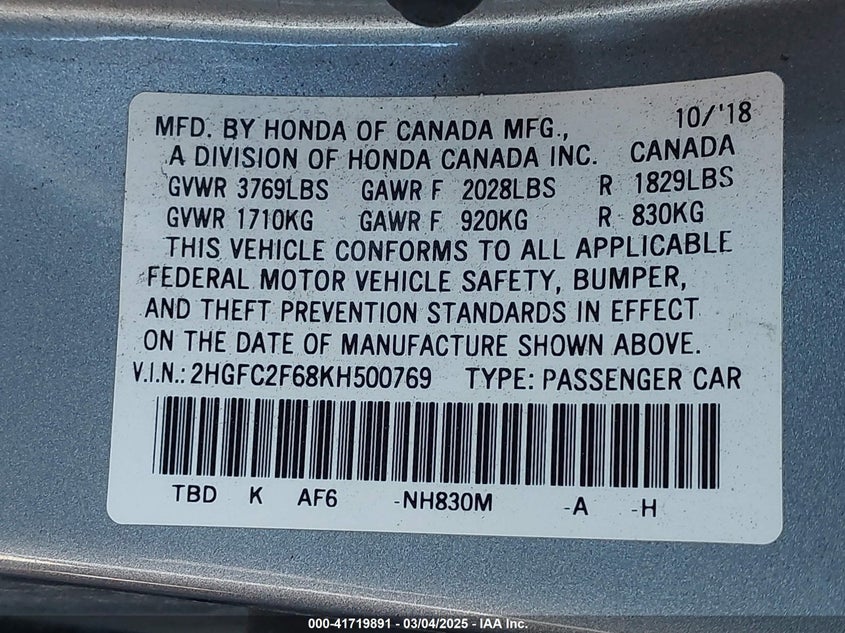 MFD. BY HONDA OF CANADA MFG., 10/'18
A DIVISION OF HONDA CANADA INC. CANADA
GVWR 3769LBS GAWR F 2028LBS R 1829LBS
GVWR 1710KG GAWR F 920KG R 830KG
THIS VEHICLE CONFORMS TO ALL APPLICABLE
FEDERAL MOTOR VEHICLE SAFETY, BUMPER,
AND THEFT PREVENTION STANDARDS IN EFFECT
ON THE DATE OF MANUFACTURE SHOWN ABOVE.
V.I.N.: 2HGFC2F68KH500769 TYPE: PASSENGER CAR
TBD K AF6 -NH830M -A -H
000-41719891 - 03/04/2025 - IAA Inc.